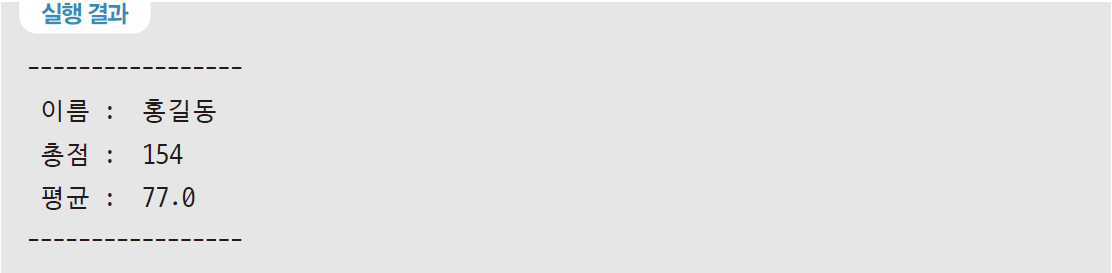 실행 결과
-----------------
이름 :  홍길동
총점 :  154
평균 :  77.0
-----------------